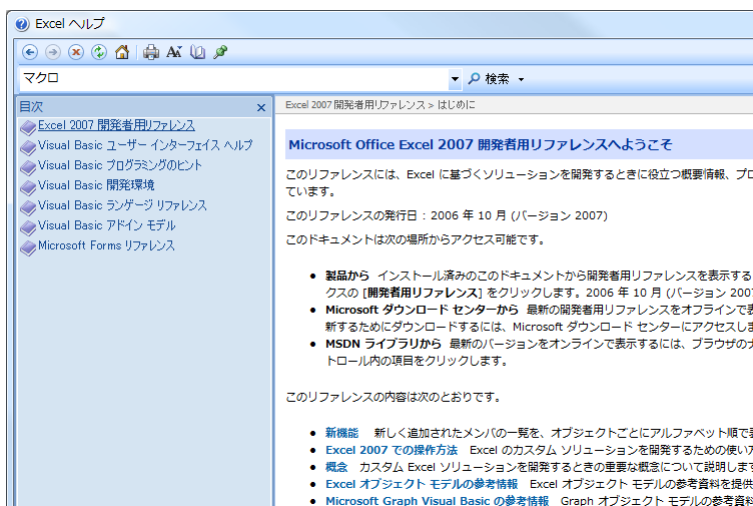 Excel ヘルプ
マクロ
検索
目次
Excel 2007 開発者用リファレンス
Visual Basic ユーザー インターフェイス ヘルプ
Visual Basic プログラミングのヒント
Visual Basic 開発環境
Visual Basic ランゲージ リファレンス
Visual Basic アドイン モデル
Microsoft Forms リファレンス
Excel 2007 開発者用リファレンス > はじめに
Microsoft Office Excel 2007 開発者用リファレンスへようこそ
このリファレンスには、Excel に基づくソリューションを開発するときに役立つ概要情報、プロ
ています。
このリファレンスの発行日 : 2006 年 10 月 (バージョン 2007)
このドキュメントは次の場所からアクセス可能です。
• 製品から インストール済みのこのドキュメントから開発者用リファレンスを表示する
クスの [開発者用リファレンス] をクリックします。2006 年 10 月 (バージョン 200
• Microsoft ダウンロード センターから 最新の開発者用リファレンスをオフラインで表
新するためにダウンロードするには、Microsoft ダウンロード センターにアクセスしま
• MSDN ライブラリから 最新のバージョンをオンラインで表示するには、ブラウザのナ
トロール内の項目をクリックします。
このリファレンスの内容は次のとおりです。
• 新機能 新しく追加されたメンバの一覧を、オブジェクトごとにアルファベット順で表
• Excel 2007 での操作方法 Excel のカスタム ソリューションを開発するための使い方
• 概念 カスタム Excel ソリューションを開発するときの重要な概念について説明します
• Excel オブジェクト モデルの参考情報 Excel オブジェクト モデルの参考資料を提供
• Microsoft Graph Visual Basic の参考情報 Graph オブジェクト モデルの参考資料